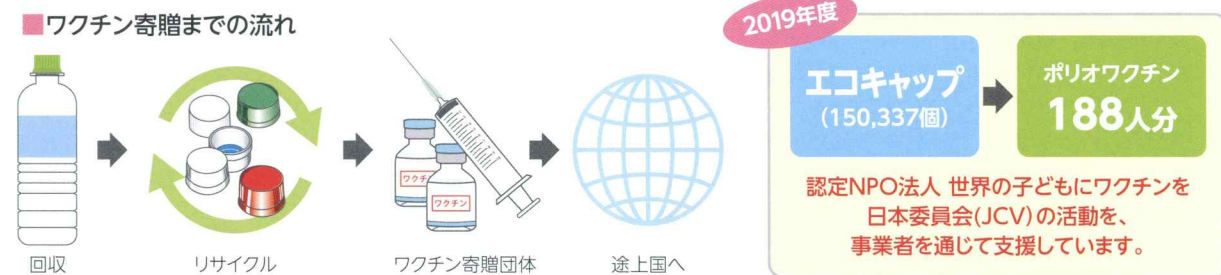 ■ワクチン寄贈までの流れ
回収
リサイクル
ワクチン
ワクチン
ワクチン寄贈団体
途上国へ
2019年度
エコキャップ
(150,337個)
ポリオワクチン
188人分
認定NPO法人 世界の子どもにワクチンを
日本委員会(JCV)の活動を、
事業者を通じて支援しています。